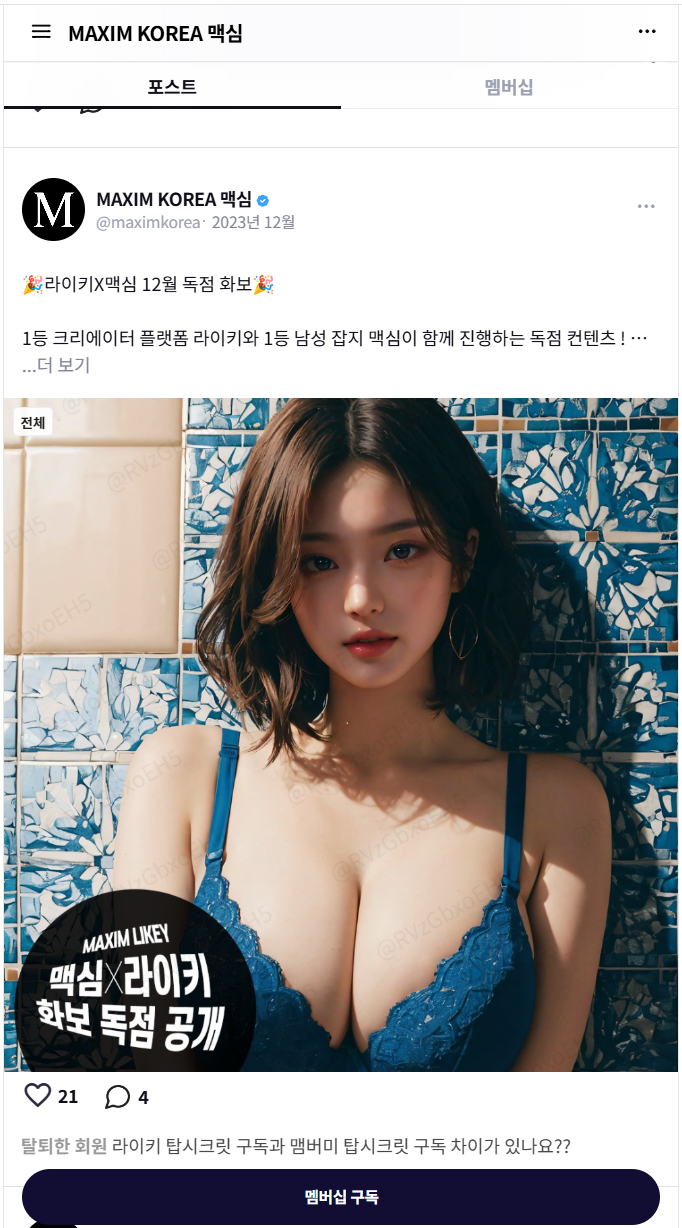 MAXIM KOREA 맥심
포스트
멤버십
M
MAXIM KOREA 맥심
@maximkorea· 2023년 12월
🎉라이키X맥심 12월 독점 화보🎉
1등 크리에이터 플랫폼 라이키와 1등 남성 잡지 맥심이 함께 진행하는 독점 컨텐츠 ! …
...더 보기
전체
@RVzGbxoEH5
MAXIM LIKEY
맥심X라이키
화보 독점 공개
21
4
탈퇴한 회원 라이키 탑시크릿 구독과 맴버미 탑시크릿 구독 차이가 있나요??
멤버십 구독